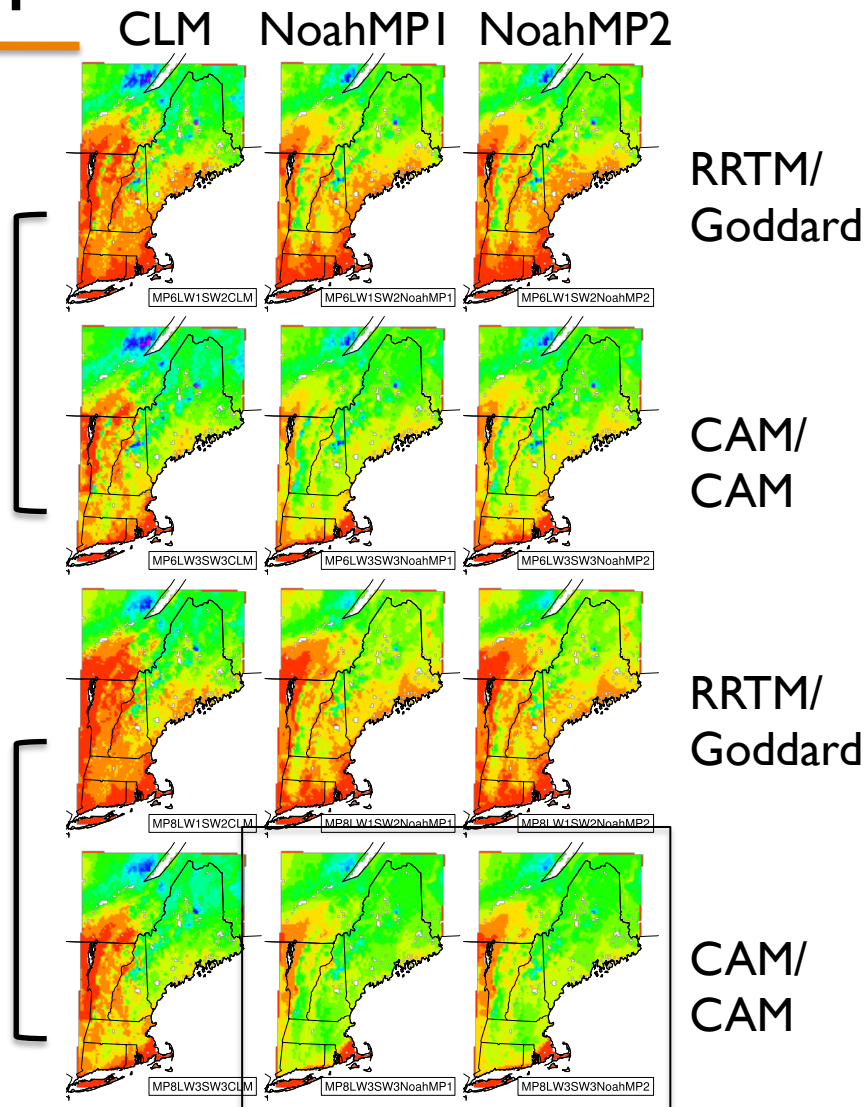 CLM NoahMP1 NoahMP2
RRTM/
Goddard
MP6LW1SW2CLM MP6LW1SW2NoahMP1 MP6LW1SW2NoahMP2
CAM/
CAM
MP6LW3SW3CLM MP6LW3SW3NoahMP1 MP6LW3SW3NoahMP2
RRTM/
Goddard
MP8LW1SW2CLM MP8LW1SW2NoahMP1 MP8LW1SW2NoahMP2
CAM/
CAM
MP8LW3SW3CLM MP8LW3SW3NoahMP1 MP8LW3SW3NoahMP2